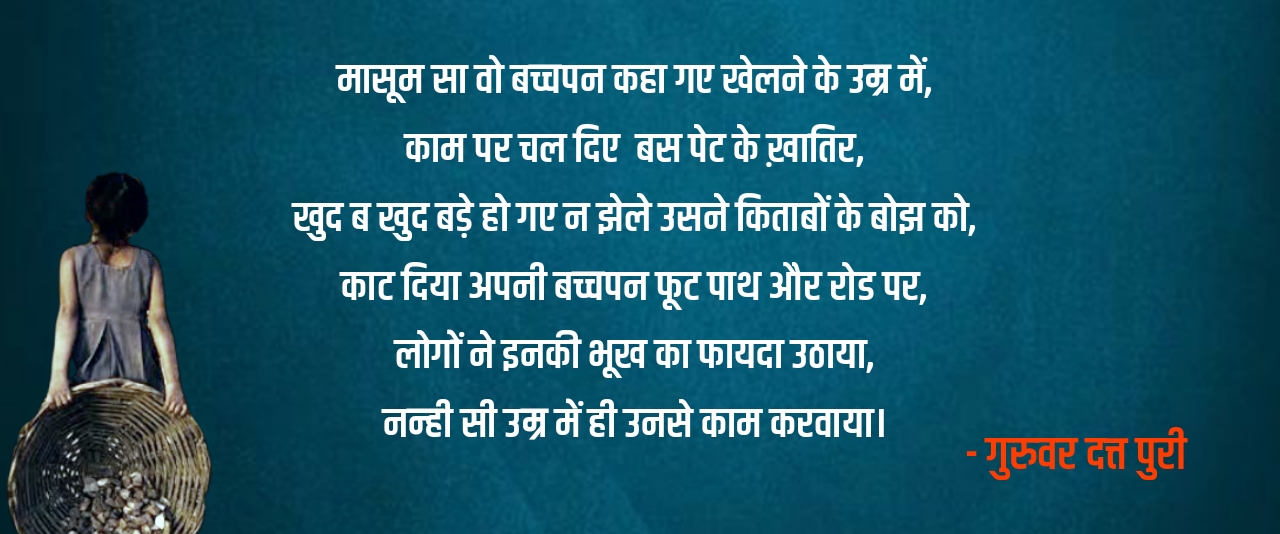 मासूम सा वो बच्चपन कहा गए खेलने के उम्र में,
काम पर चल दिए बस पेट के ख़ातिर,
खुद ब खुद बड़े हो गए न झेले उसने किताबों के बोझ को,
काट दिया अपनी बच्चपन फूट पाथ और रोड पर,
लोगों ने इनकी भूख का फायदा उठाया,
नन्ही सी उम्र में ही उनसे काम करवाया।
- गुरुवर दत्त पुरी